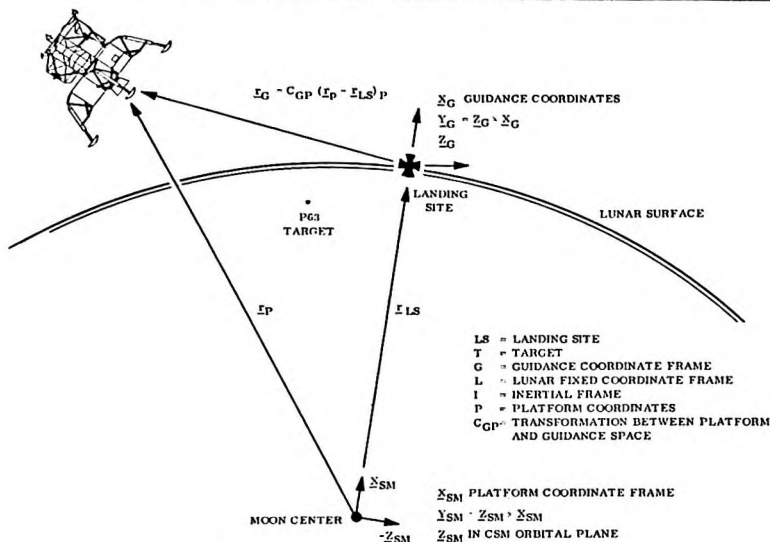 r_G - C_GP (r_P - r_LS)_P
X_G GUIDANCE COORDINATES
Y_G = Z_G × X_G
Z_G
LANDING
SITE
P63
TARGET
LUNAR SURFACE
r_P
r_LS
LS = LANDING SITE
T = TARGET
G = GUIDANCE COORDINATE FRAME
L = LUNAR FIXED COORDINATE FRAME
I = INERTIAL FRAME
P = PLATFORM COORDINATES
C_GP = TRANSFORMATION BETWEEN PLATFORM
AND GUIDANCE SPACE
X_SM
MOON CENTER
-Z_SM
X_SM PLATFORM COORDINATE FRAME
Y_SM - Z_SM × X_SM
Z_SM IN CSM ORBITAL PLANE